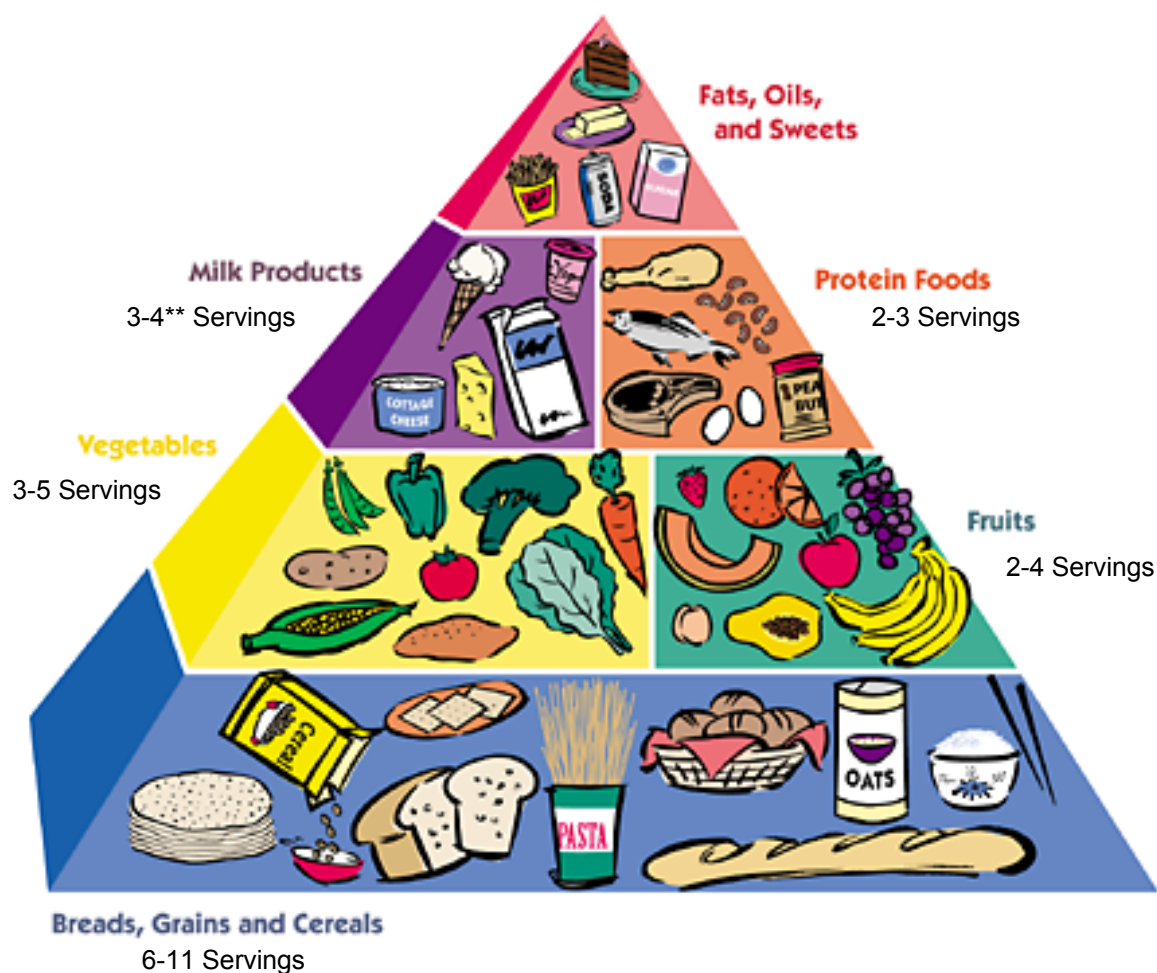 Fats, Oils,
and Sweets
SODA
Milk Products
3-4** Servings
Protein Foods
2-3 Servings
COTTAGE
CHEESE
PEA
BUT
Vegetables
3-5 Servings
Fruits
2-4 Servings
Cereal
PASTA
OATS
Breads, Grains and Cereals
6-11 Servings